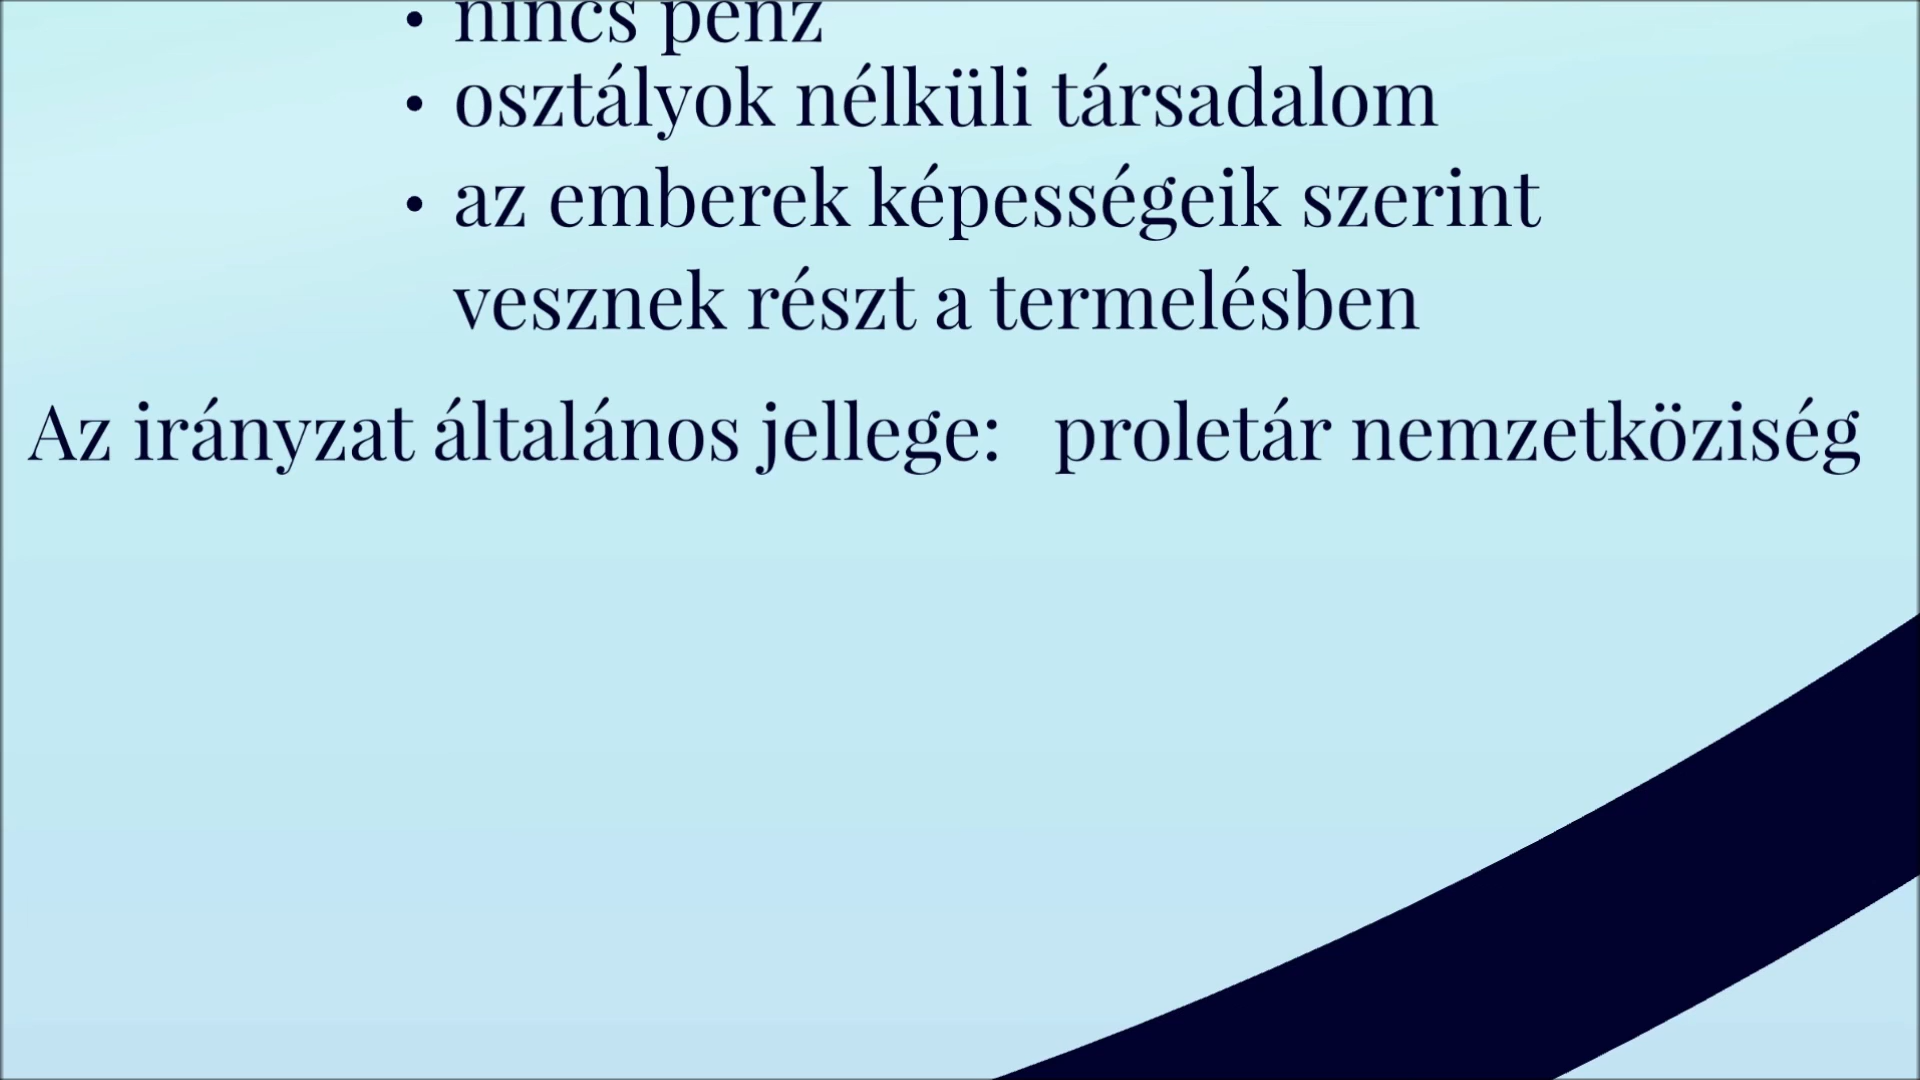 • nincs pénz
• osztályok nélküli társadalom
• az emberek képességeik szerint
vesznek részt a termelésben
Az irányzat általános jellege: proletár nemzetköziség